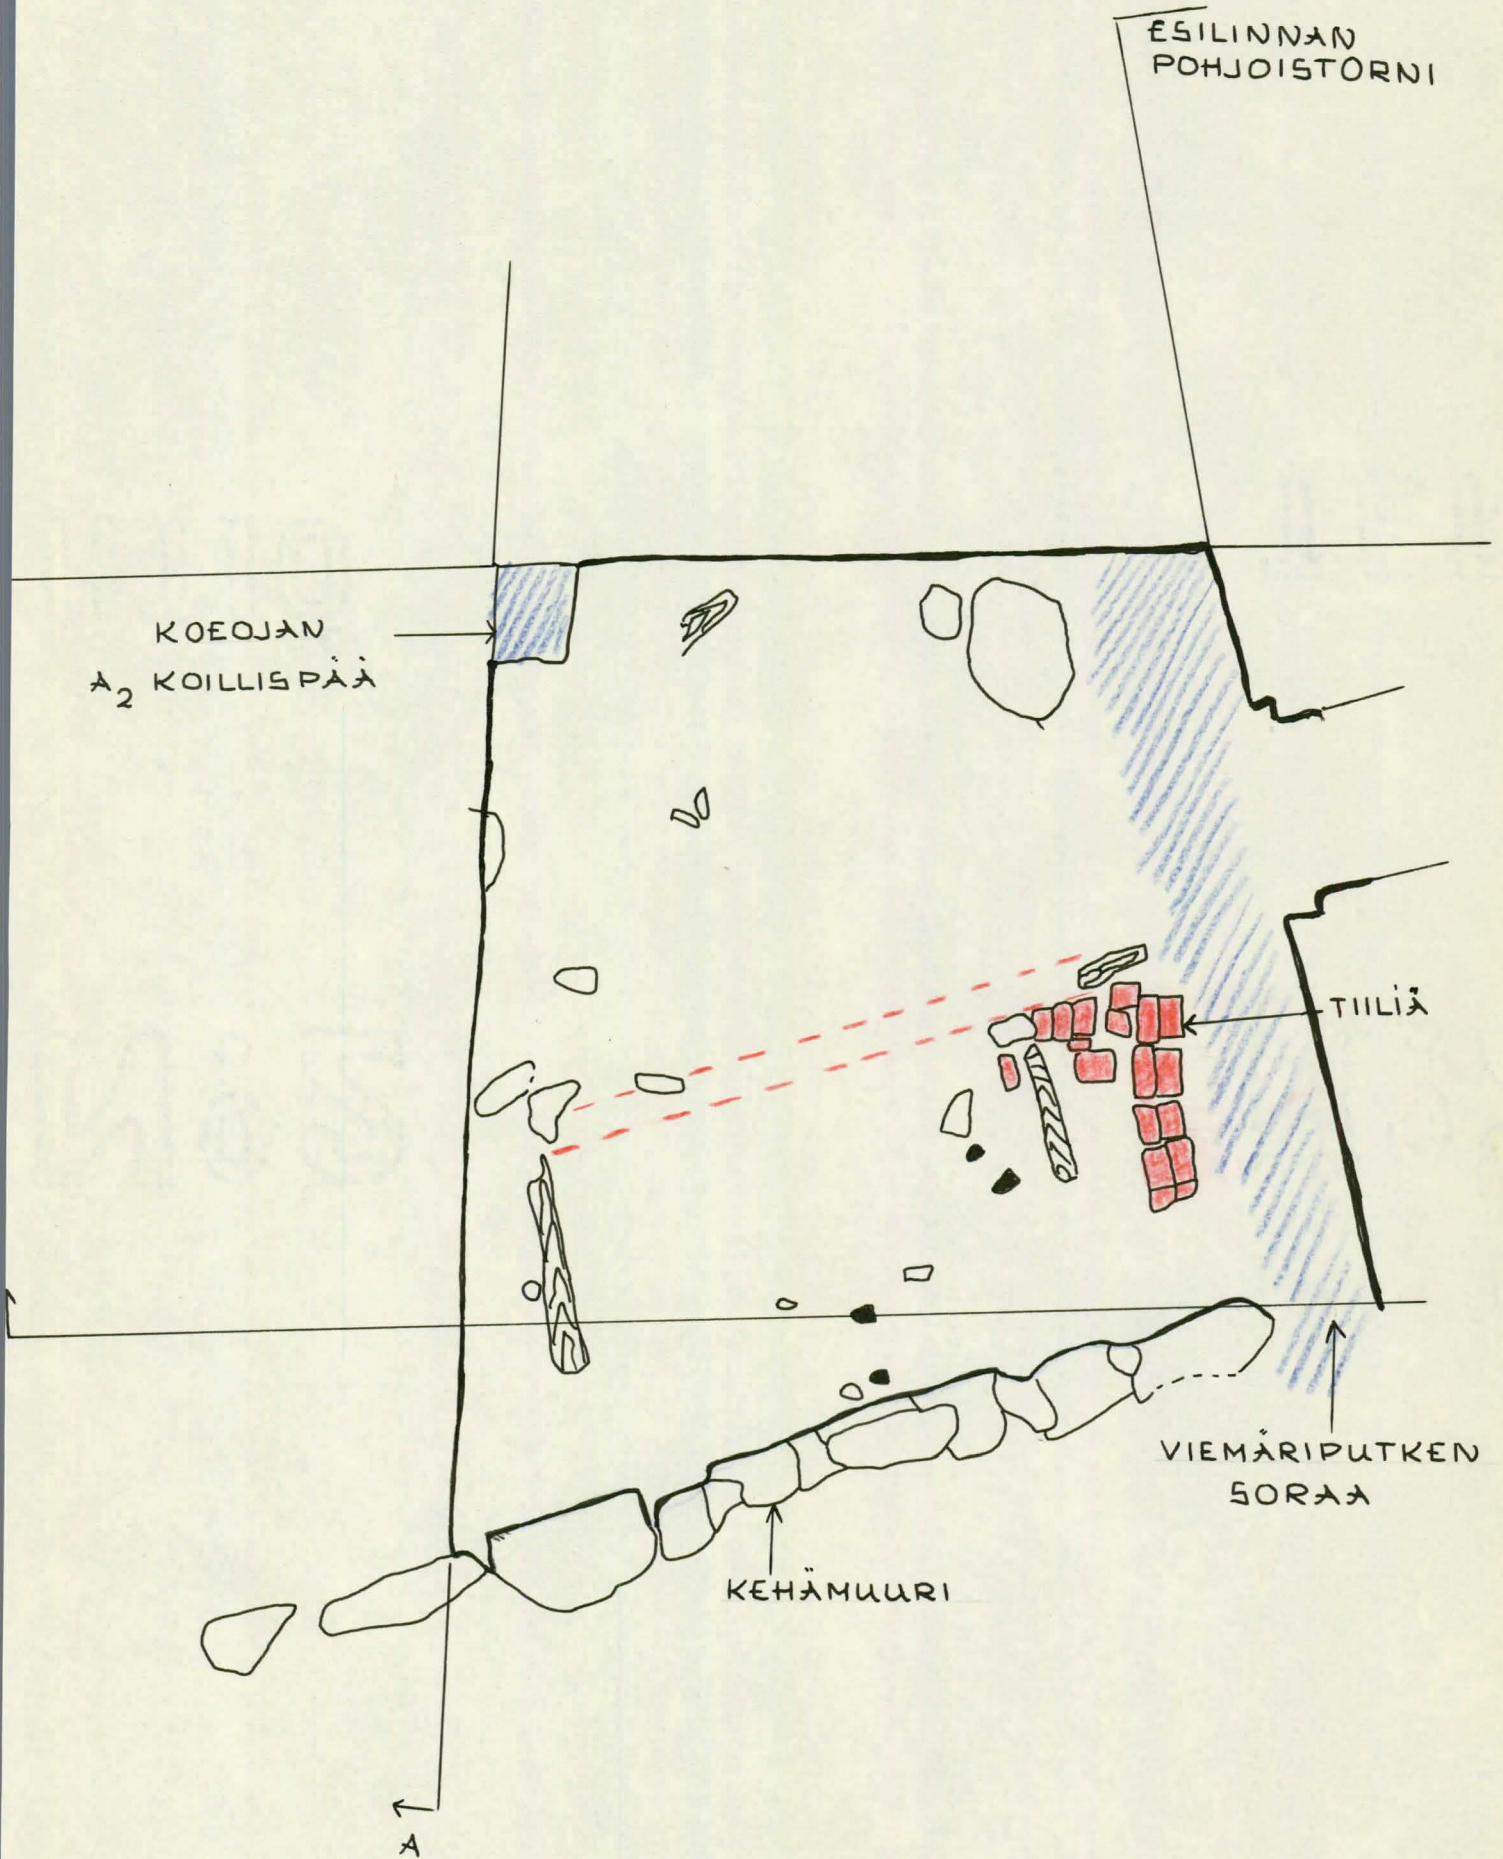 ESILINNAN
POHJOISTORNI
KOEOJAN
A2 KOILLISPÄÄ
TIILIÄ
VIEMÄRIPUTKEN
SORAA
KEHÄMUURI
A